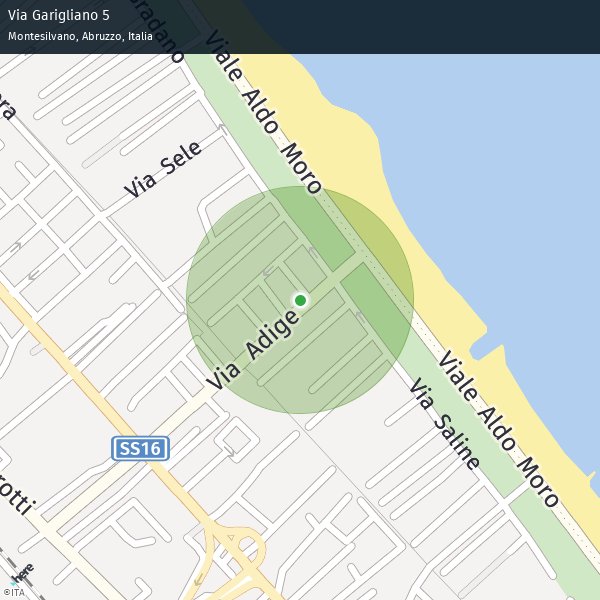 Via Garigliano 5
Montesilvano, Abruzzo, Italia
Viale Aldo Moro
Via Sele
Via Adige
Viale Aldo Moro
Via Saline
SS16
here
©ITA